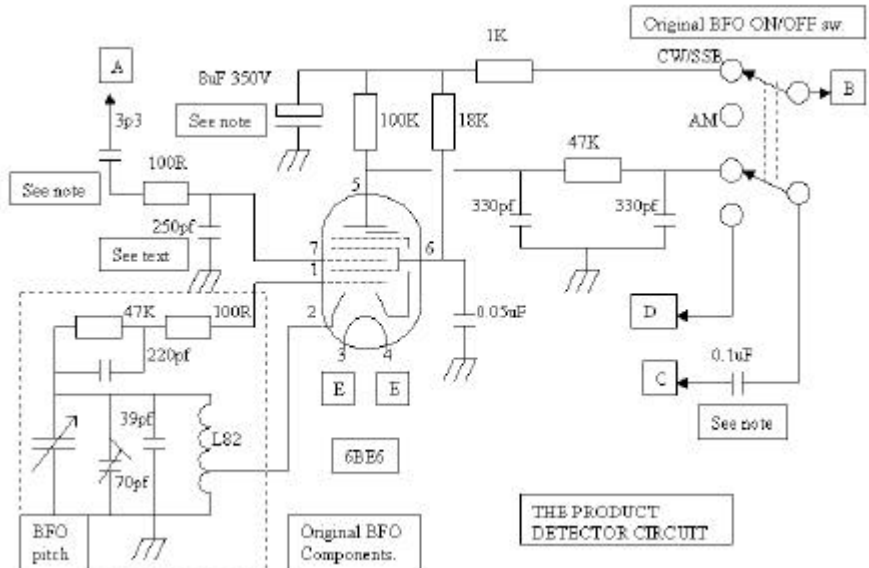 Original BFO ON/OFF sw.
1K
CW/SSB
A
8uF 350V
B
3p3
See note
100K
18K
AM
47K
100R
See note
5
330pf
330pf
250pf
7
6
See text
1
47K
100R
2
0.05uF
D
3
4
220pf
0.1uF
E
E
C
39pf
L82
See note
6BE6
70pf
THE PRODUCT
DETECTOR CIRCUIT
BFO
pitch
Original BFO
Components.